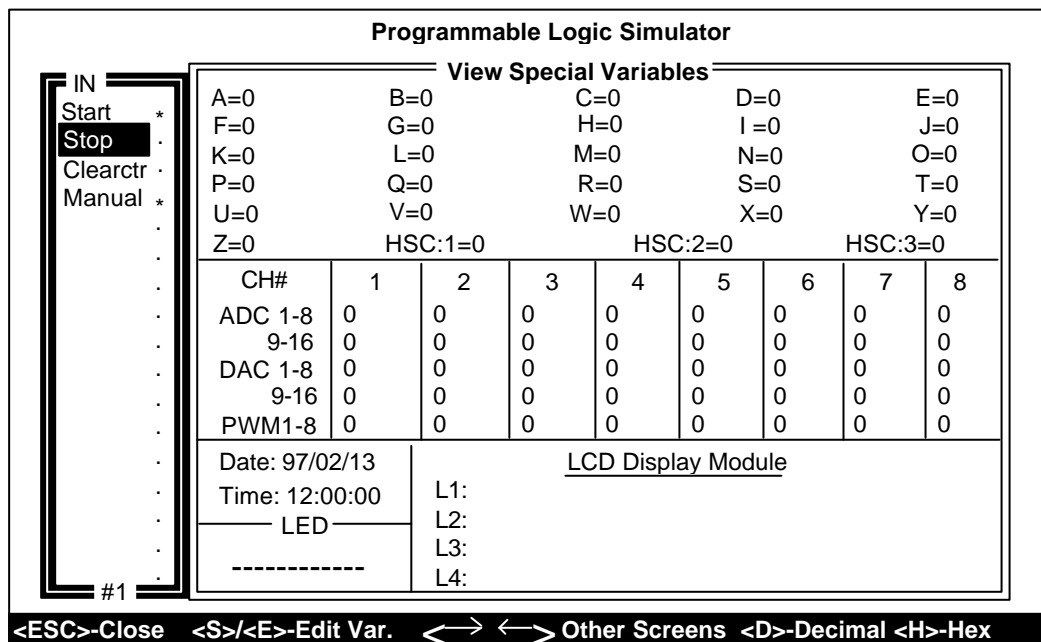 Programmable Logic Simulator
View Special Variables
IN
Start *
Stop .
Clearctr .
Manual *
.
.
.
.
.
.
.
.
.
.
.
.
.
#1
A=0 B=0 C=0 D=0 E=0
F=0 G=0 H=0 I =0 J=0
K=0 L=0 M=0 N=0 O=0
P=0 Q=0 R=0 S=0 T=0
U=0 V=0 W=0 X=0 Y=0
Z=0 HSC:1=0 HSC:2=0 HSC:3=0
CH# 1 2 3 4 5 6 7 8
ADC 1-8 0 0 0 0 0 0 0 0
9-16 0 0 0 0 0 0 0 0
DAC 1-8 0 0 0 0 0 0 0 0
9-16 0 0 0 0 0 0 0 0
PWM1-8 0 0 0 0 0 0 0 0
Date: 97/02/13
Time: 12:00:00
LED
------------
LCD Display Module
L1:
L2:
L3:
L4:
<ESC>-Close <S>/<E>-Edit Var. <--> <--> Other Screens <D>-Decimal <H>-Hex